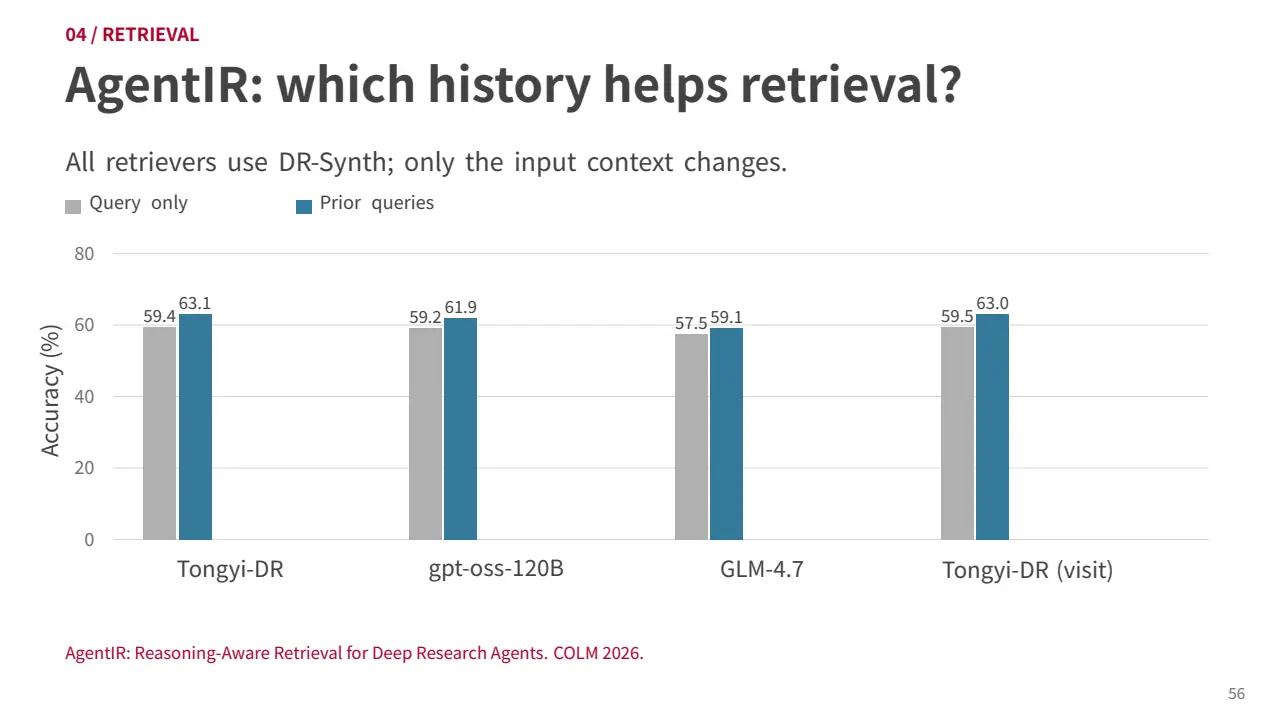 04 / RETRIEVAL
AgentIR: which history helps retrieval?
All retrievers use DR-Synth; only the input context changes.
Query only
Prior queries
80
60
40
20
0
Accuracy (%)
59.4
63.1
59.2
61.9
57.5
59.1
59.5
63.0
Tongyi-DR
gpt-oss-120B
GLM-4.7
Tongyi-DR (visit)
AgentIR: Reasoning-Aware Retrieval for Deep Research Agents. COLM 2026.
56